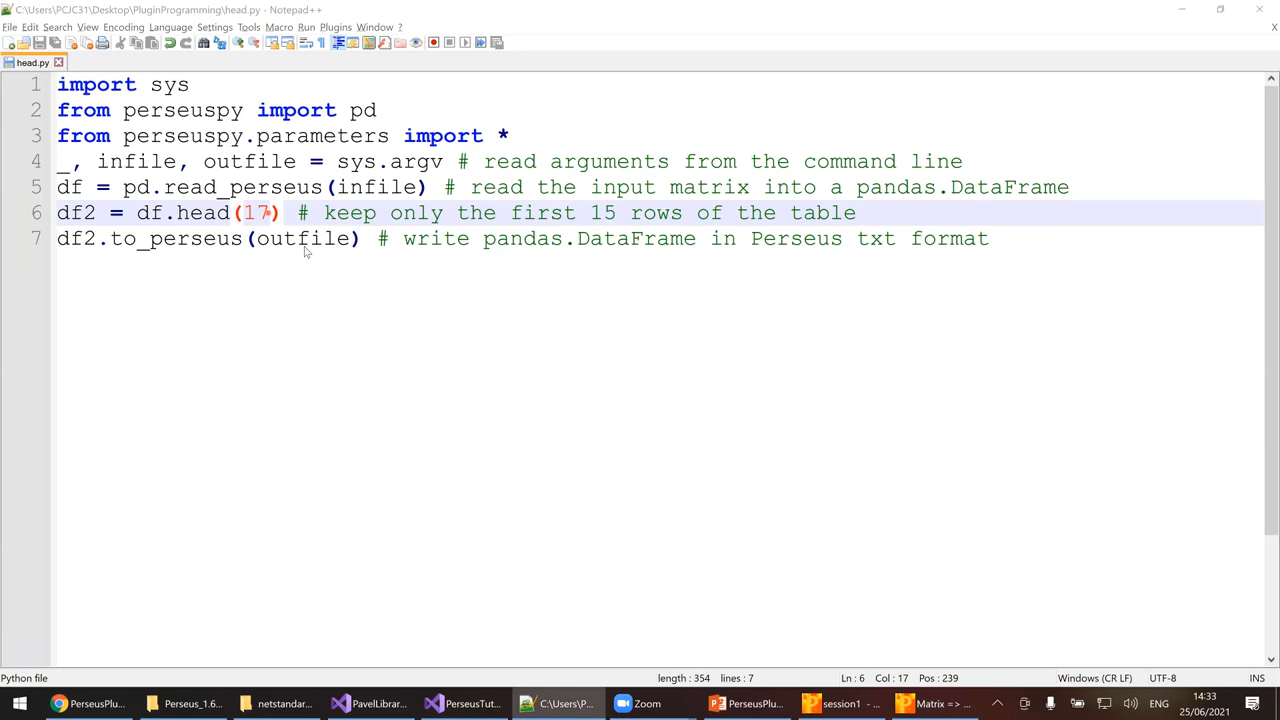 C:\Users\PCJC31\Desktop\PluginProgramming\head.py - Notepad++
File Edit Search View Encoding Language Settings Tools Macro Run Plugins Window ?
X
head.py
1 import sys
2 from perseuspy import pd
3 from perseuspy.parameters import *
4 _, infile, outfile = sys.argv # read arguments from the command line
5 df = pd.read_perseus(infile) # read the input matrix into a pandas.DataFrame
6 df2 = df.head(17) # keep only the first 15 rows of the table
7 df2.to_perseus(outfile) # write pandas.DataFrame in Perseus txt format
Python file length : 354 lines : 7 Ln : 6 Col : 17 Pos : 239 Windows (CR LF) UTF-8 INS
PerseusPlu... Perseus_1.6... netstandar... PavelLibrar... PerseusTut... C:\Users\P... Zoom PerseusPlu... session1 - ... Matrix => ... ENG 14:33
25/06/2021